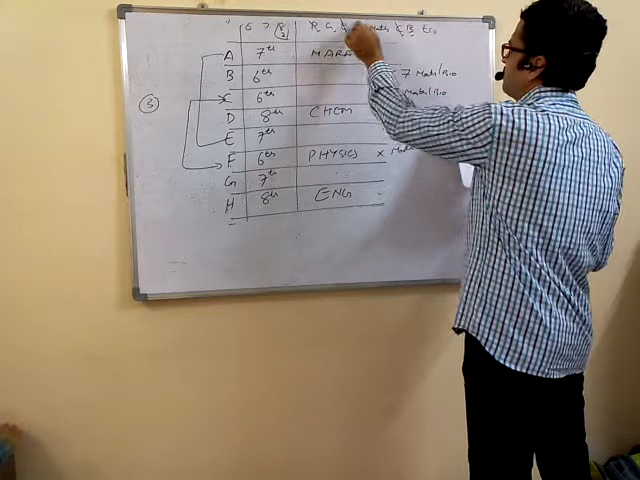 6 7 8
A 7th MARA
B 6th 7 Math/Bio
C 6th Math/Bio
D 8th CHEM
3 E 7th
F 6th PHYSICS x
G 7th
H 8th ENG